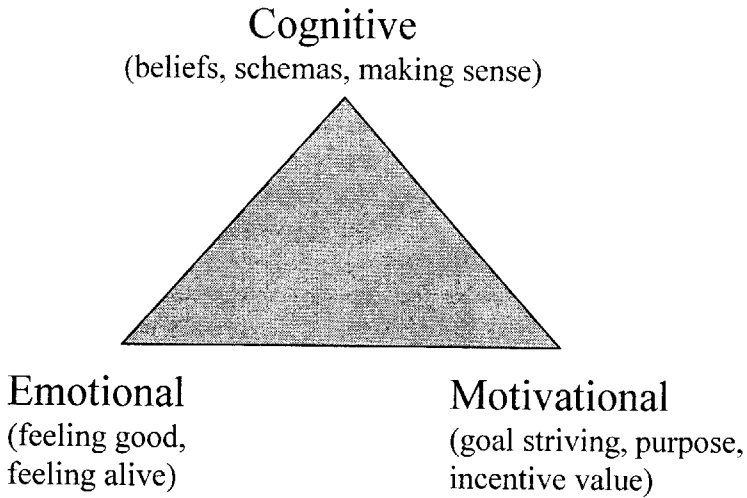 Cognitive
(beliefs, schemas, making sense)
Emotional
(feeling good,
feeling alive)
Motivational
(goal striving, purpose,
incentive value)